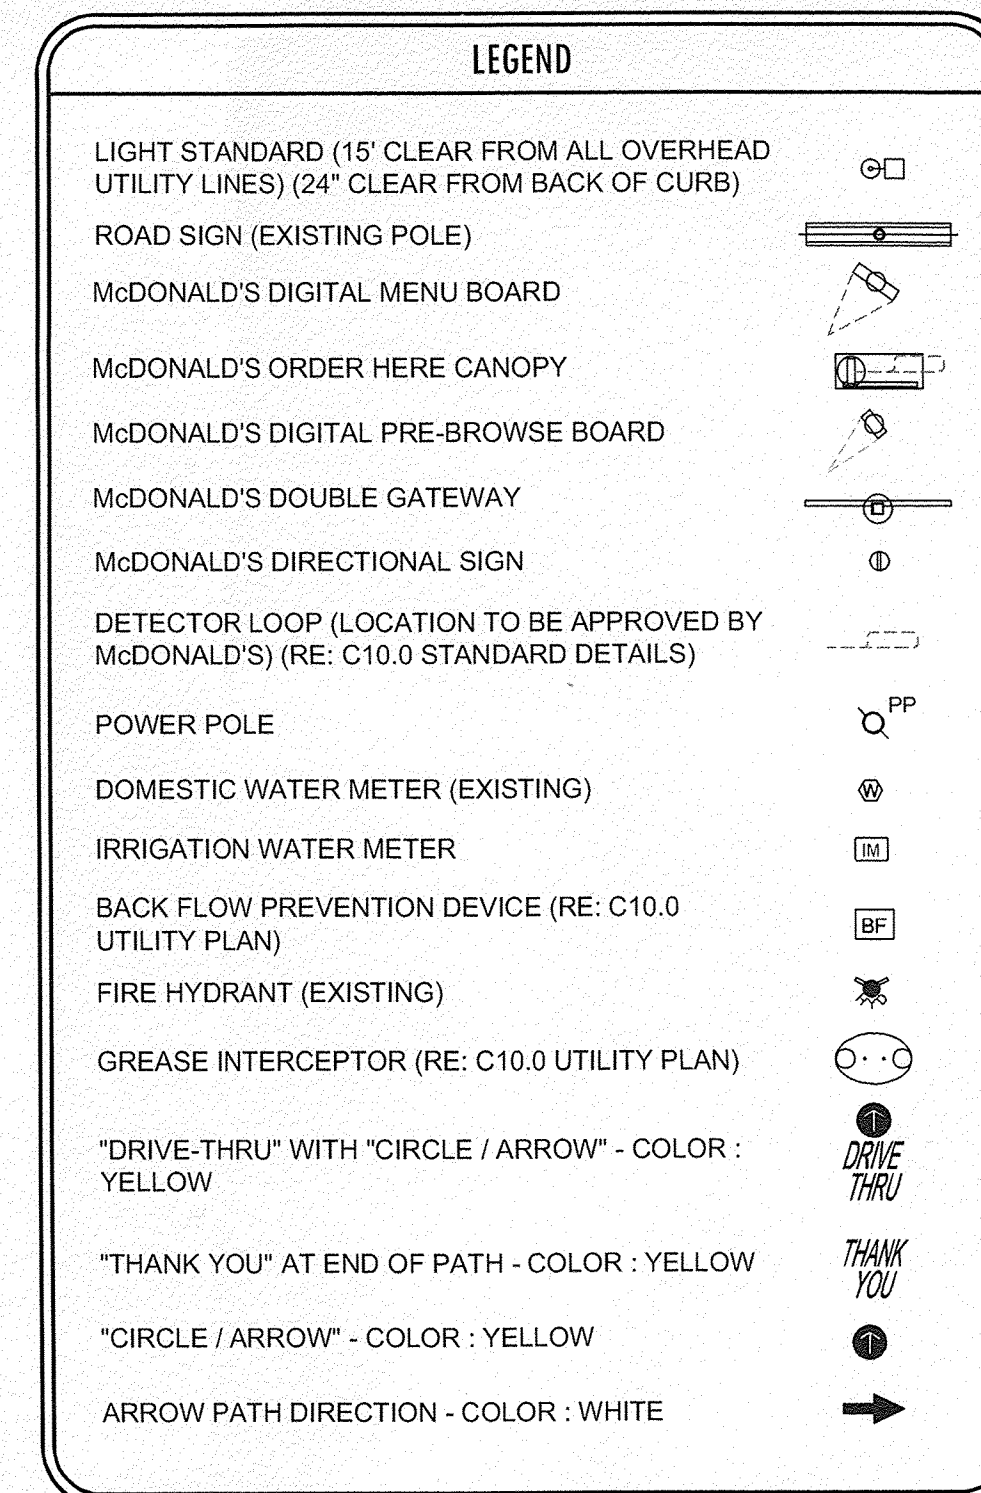 LEGEND
LIGHT STANDARD (15' CLEAR FROM ALL OVERHEAD
UTILITY LINES) (24" CLEAR FROM BACK OF CURB)
ROAD SIGN (EXISTING POLE)
McDONALD'S DIGITAL MENU BOARD
McDONALD'S ORDER HERE CANOPY
McDONALD'S DIGITAL PRE-BROWSE BOARD
McDONALD'S DOUBLE GATEWAY
McDONALD'S DIRECTIONAL SIGN
DETECTOR LOOP (LOCATION TO BE APPROVED BY
McDONALD'S) (RE: C10.0 STANDARD DETAILS)
POWER POLE
PP
DOMESTIC WATER METER (EXISTING)
W
IRRIGATION WATER METER
IM
BACK FLOW PREVENTION DEVICE (RE: C10.0
UTILITY PLAN)
BF
FIRE HYDRANT (EXISTING)
GREASE INTERCEPTOR (RE: C10.0 UTILITY PLAN)
"DRIVE-THRU" WITH "CIRCLE / ARROW" - COLOR :
YELLOW
DRIVE
THRU
"THANK YOU" AT END OF PATH - COLOR : YELLOW
THANK
YOU
"CIRCLE / ARROW" - COLOR : YELLOW
ARROW PATH DIRECTION - COLOR : WHITE